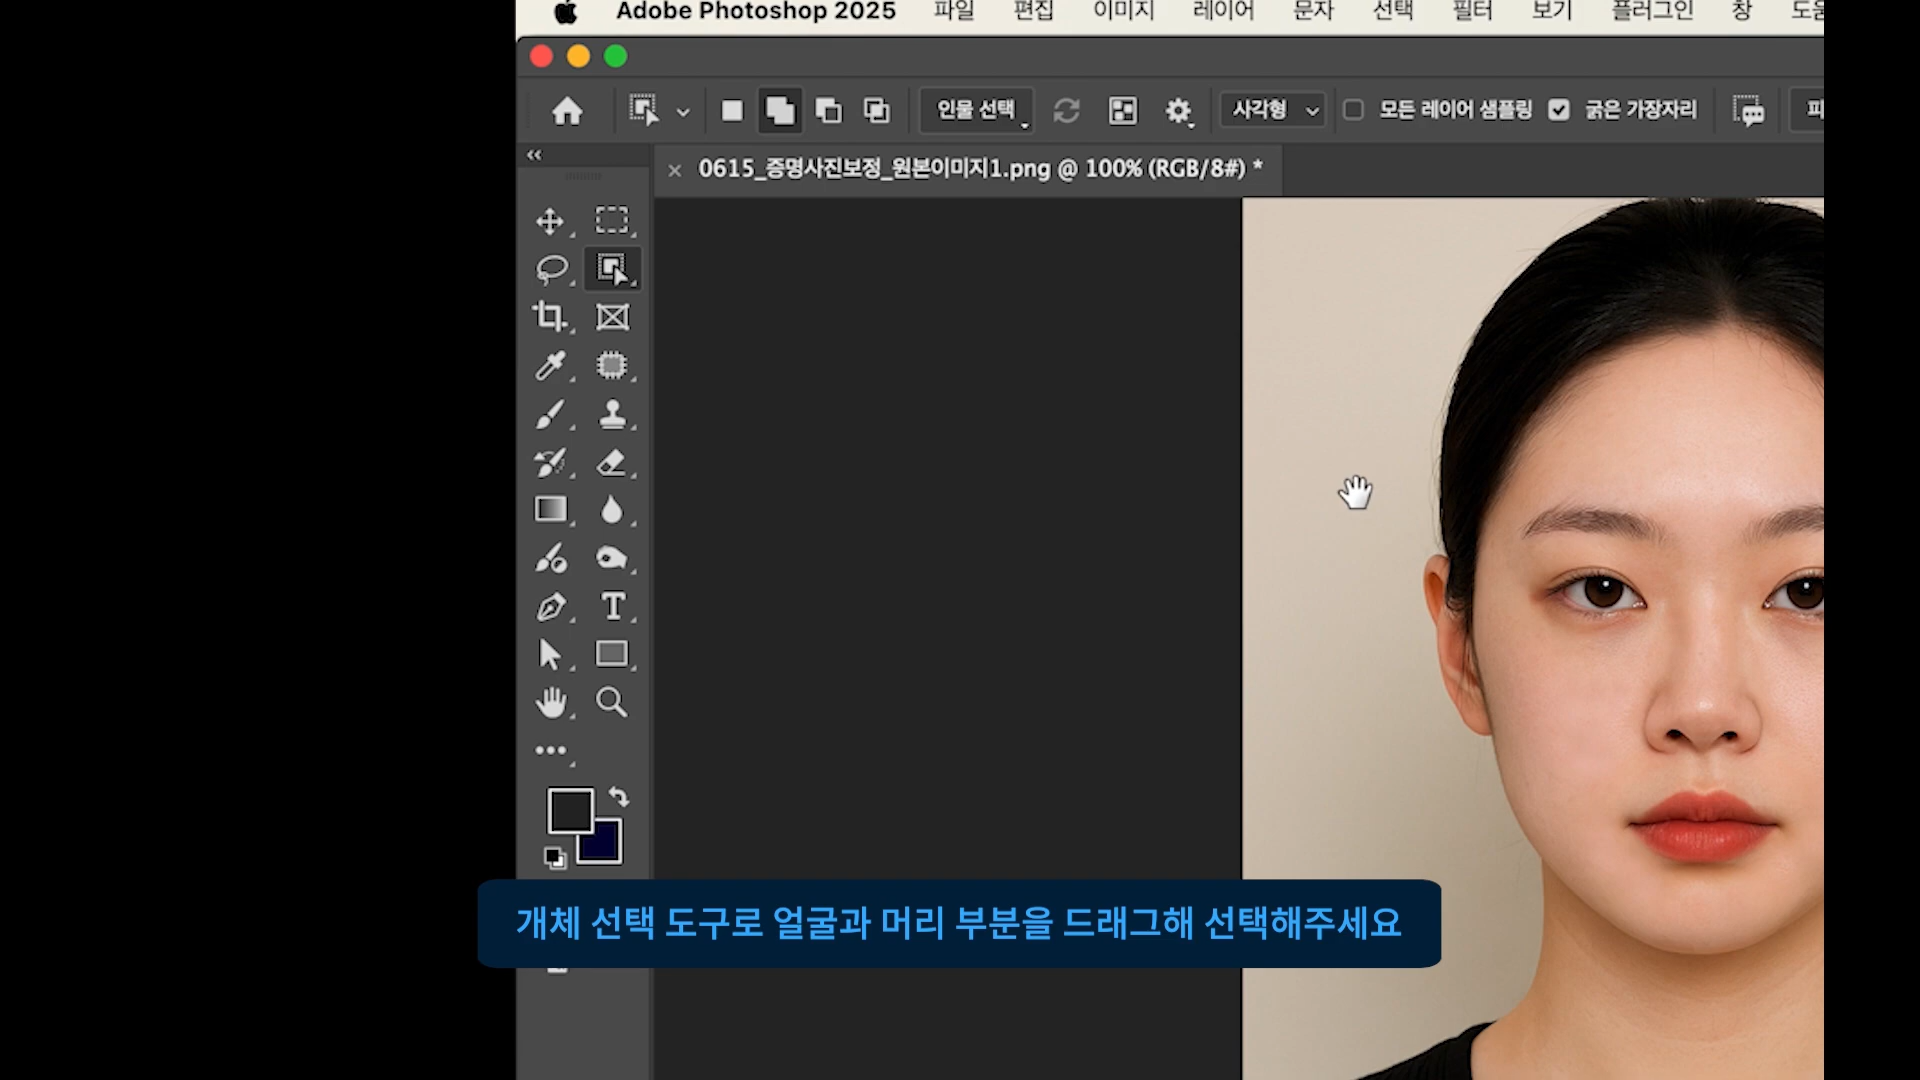 Adobe Photoshop 2025 파일 편집 이미지 레이어 문자 선택 필터 보기 플러그인 창
인물 선택 사각형 모든 레이어 샘플링 굵은 가장자리
0615_증명사진보정_원본이미지1.png @ 100% (RGB/8#) *
개체 선택 도구로 얼굴과 머리 부분을 드래그해 선택해주세요